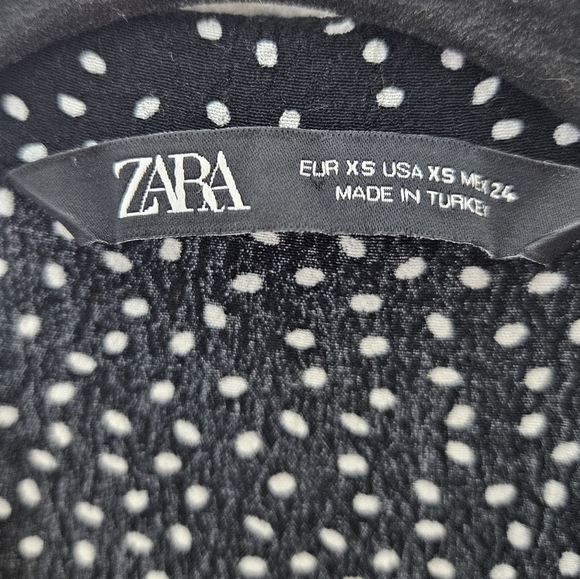 ZARA
EUR XS USA XS MEX 24
MADE IN TURKEY